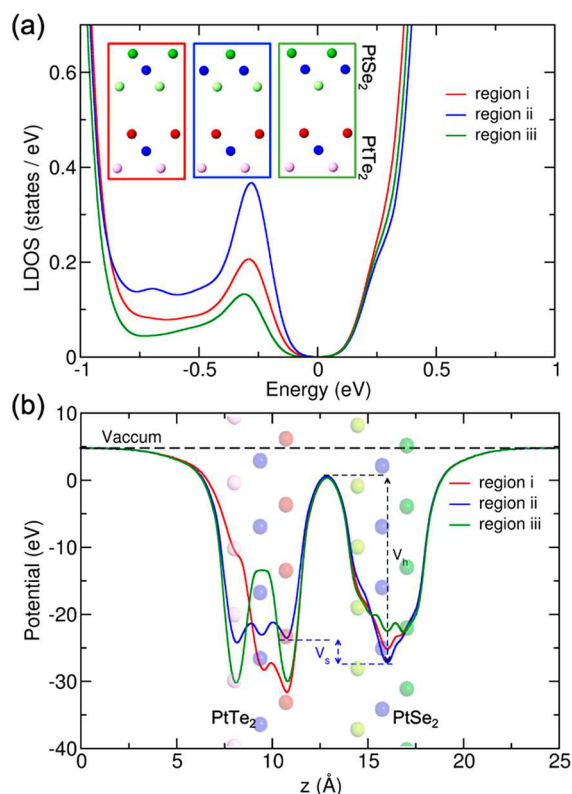 (a)
0.6
0.4
0.2
0
LDOS (states / eV)
PtSe2
PtTe2
region i
region ii
region iii
-1
-0.5
0
0.5
1
Energy (eV)
(b)
10
0
-10
-20
-30
-40
Potential (eV)
Vaccum
region i
region ii
region iii
Vh
Vs
PtTe2
PtSe2
0
5
10
15
20
25
z (Å)